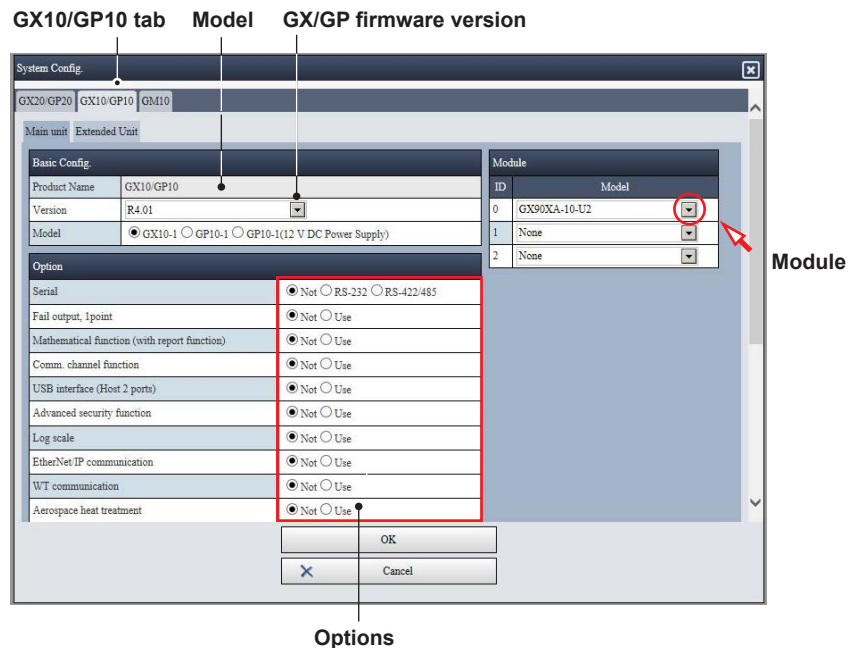 GX10/GP10 tab Model GX/GP firmware version
System Config.
GX20/GP20 GX10/GP10 GM10
Main unit Extended Unit
Basic Config.
Product Name GX10/GP10
Version R4.01
Model GX10-1 GP10-1 GP10-1(12 V DC Power Supply)
Module
ID Model
0 GX90XA-10-U2
1 None
2 None
Module
Option
Serial Not RS-232 RS-422/485
Fail output, 1point Not Use
Mathematical function (with report function) Not Use
Comm. channel function Not Use
USB interface (Host 2 ports) Not Use
Advanced security function Not Use
Log scale Not Use
EtherNet/IP communication Not Use
WT communication Not Use
Aerospace heat treatment Not Use
OK
Cancel
Options